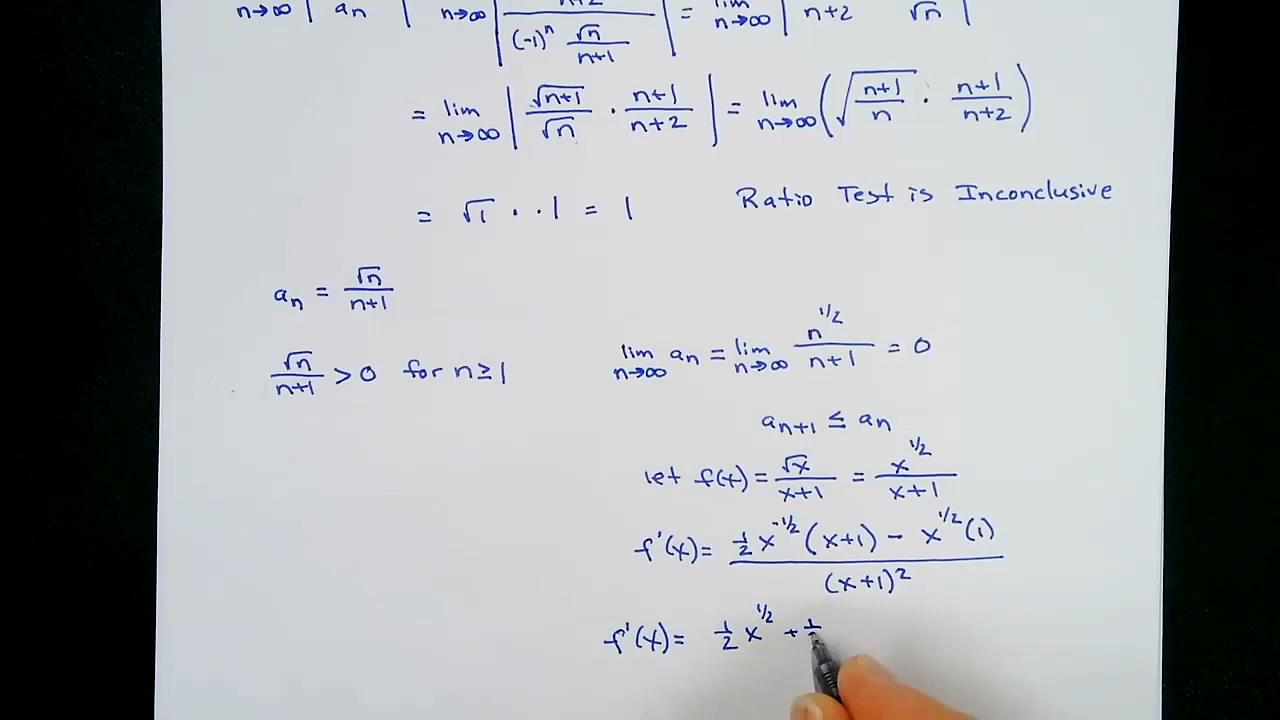 n→∞ | aₙ | n→∞ | n+2 / (-1)ⁿ √n/n+1 | = lim n→∞ | n+2 √n |
= lim n→∞ | √n+1/√n · n+1/n+2 | = lim n→∞ (√(n+1/n) · n+1/n+2)
= √1 · · 1 = 1 Ratio Test is Inconclusive
aₙ = √n/n+1
lim n→∞ aₙ = lim n→∞ n^1/2 / n+1 = 0
√n/n+1 > 0 for n ≥ 1
aₙ₊₁ ≤ aₙ
let f(x) = √x/x+1 = x^1/2 / x+1
f'(x) = ½ x^-1/2 (x+1) - x^1/2 (1) / (x+1)²
f'(x) = ½ x^1/2 + 1